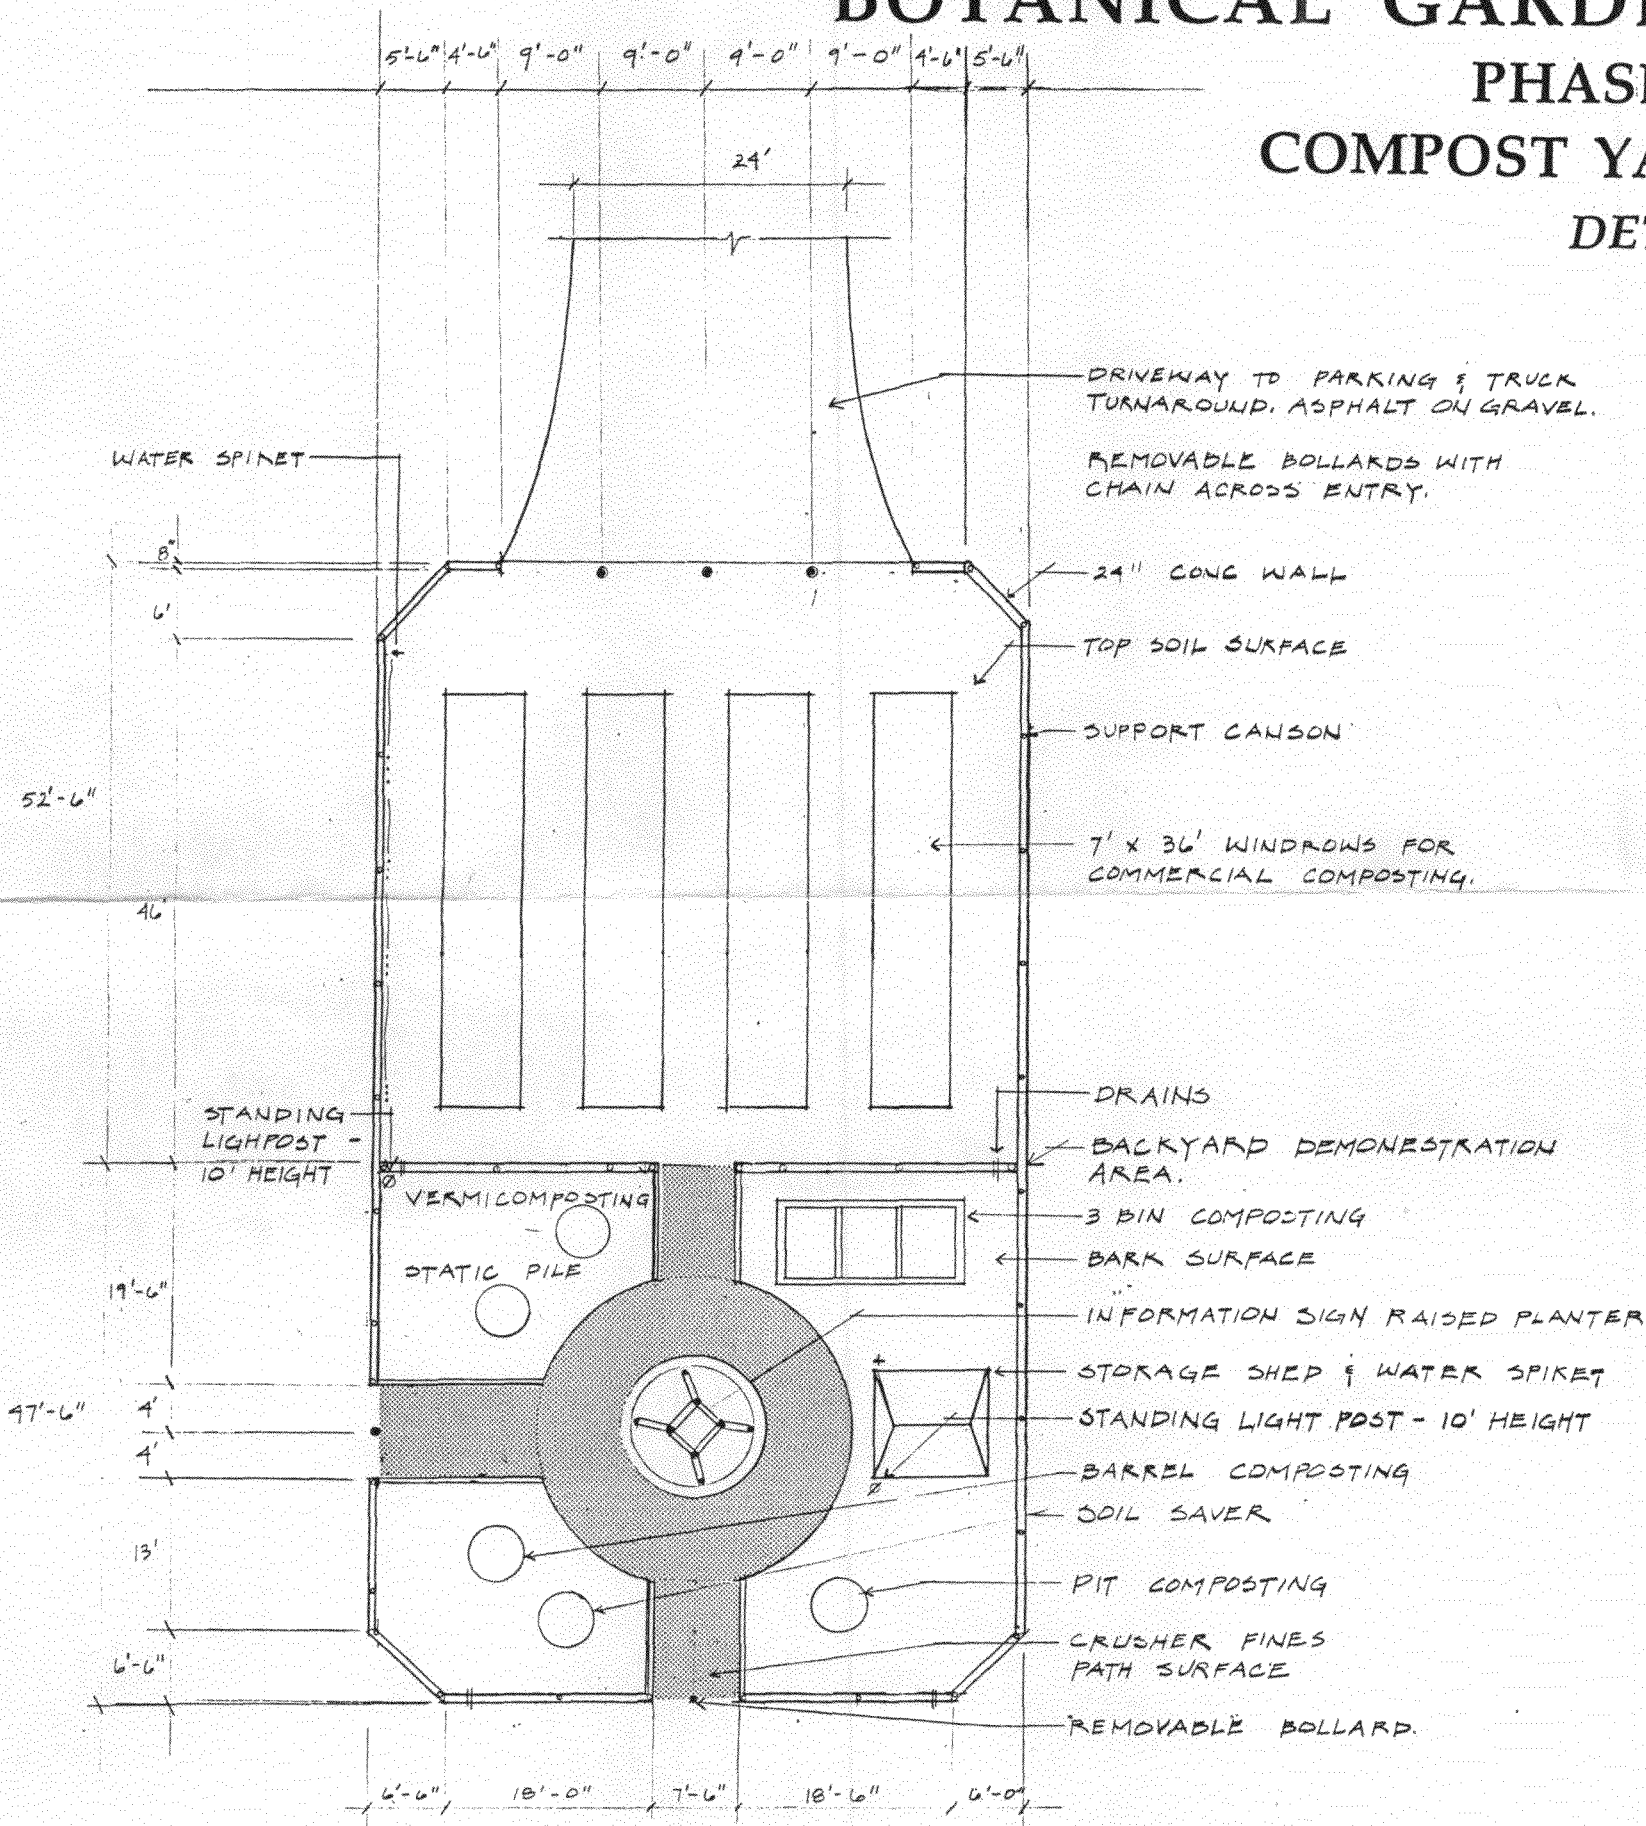 BOTANICAL GARD
PHAS
COMPOST YA
DET
5'-6" 4'-6" 9'-0" 9'-0" 9'-0" 9'-0" 4'-6" 5'-6"
24'
DRIVEWAY TO PARKING & TRUCK
TURNAROUND. ASPHALT ON GRAVEL.
WATER SPINET
REMOVABLE BOLLARDS WITH
CHAIN ACROSS ENTRY.
8"
24" CONC WALL
6'
TOP SOIL SURFACE
SUPPORT CANSON
52'-6"
7' X 36' WINDROWS FOR
COMMERCIAL COMPOSTING.
46'
DRAINS
STANDING
LIGHPOST -
10' HEIGHT
BACKYARD DEMONESTRATION
AREA.
VERMICOMPOSTING
3 BIN COMPOSTING
BARK SURFACE
STATIC PILE
19'-6"
INFORMATION SIGN RAISED PLANTER
STORAGE SHED & WATER SPIKET
47'-6"
4'
STANDING LIGHT POST - 10' HEIGHT
4'
BARREL COMPOSTING
SOIL SAVER
13'
PIT COMPOSTING
CRUSHER FINES
PATH SURFACE
6'-6"
REMOVABLE BOLLARD.
6'-6" 18'-0" 7'-6" 18'-6" 6'-0"